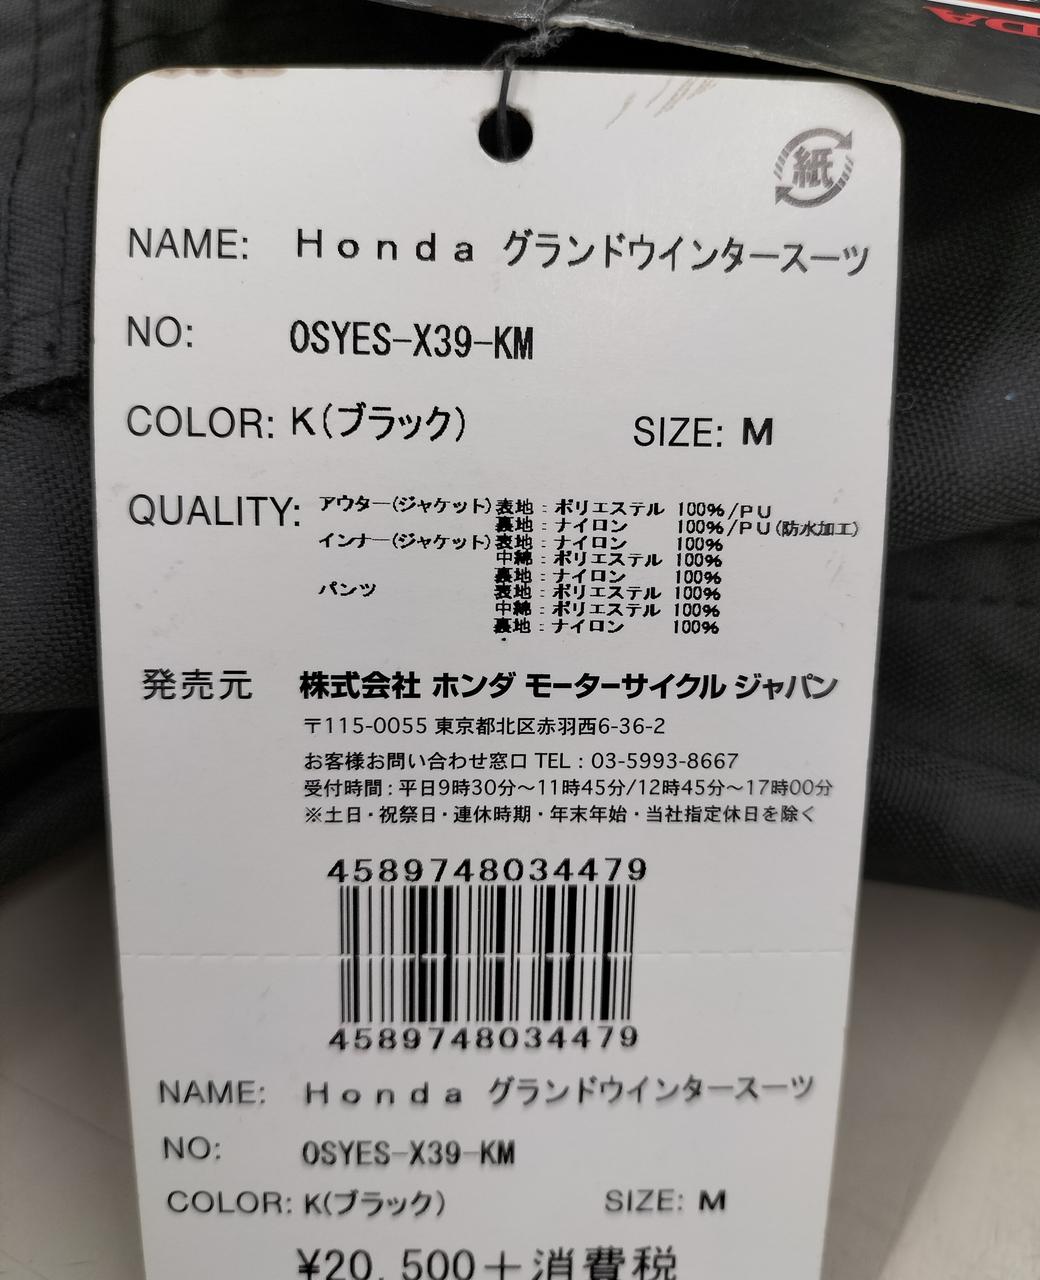 DA
紙
NAME: Honda グランドウインタースーツ
NO: 0SYES-X39-KM
COLOR: K(ブラック) SIZE: M
QUALITY: アウター(ジャケット)表地：ポリエステル 100%/PU
裏地：ナイロン 100%/PU(防水加工)
インナー(ジャケット)表地：ナイロン 100%
中綿：ポリエステル 100%
裏地：ナイロン 100%
パンツ 表地：ポリエステル 100%
中綿：ポリエステル 100%
裏地：ナイロン 100%
発売元 株式会社 ホンダ モーターサイクル ジャパン
〒115-0055 東京都北区赤羽西6-36-2
お客様お問い合わせ窓口 TEL：03-5993-8667
受付時間：平日9時30分～11時45分/12時45分～17時00分
※土日・祝祭日・連休時期・年末年始・当社指定休日を除く
4589748034479
4589748034479
NAME: Honda グランドウインタースーツ
NO: 0SYES-X39-KM
COLOR: K(ブラック) SIZE: M
¥20,500＋消費税